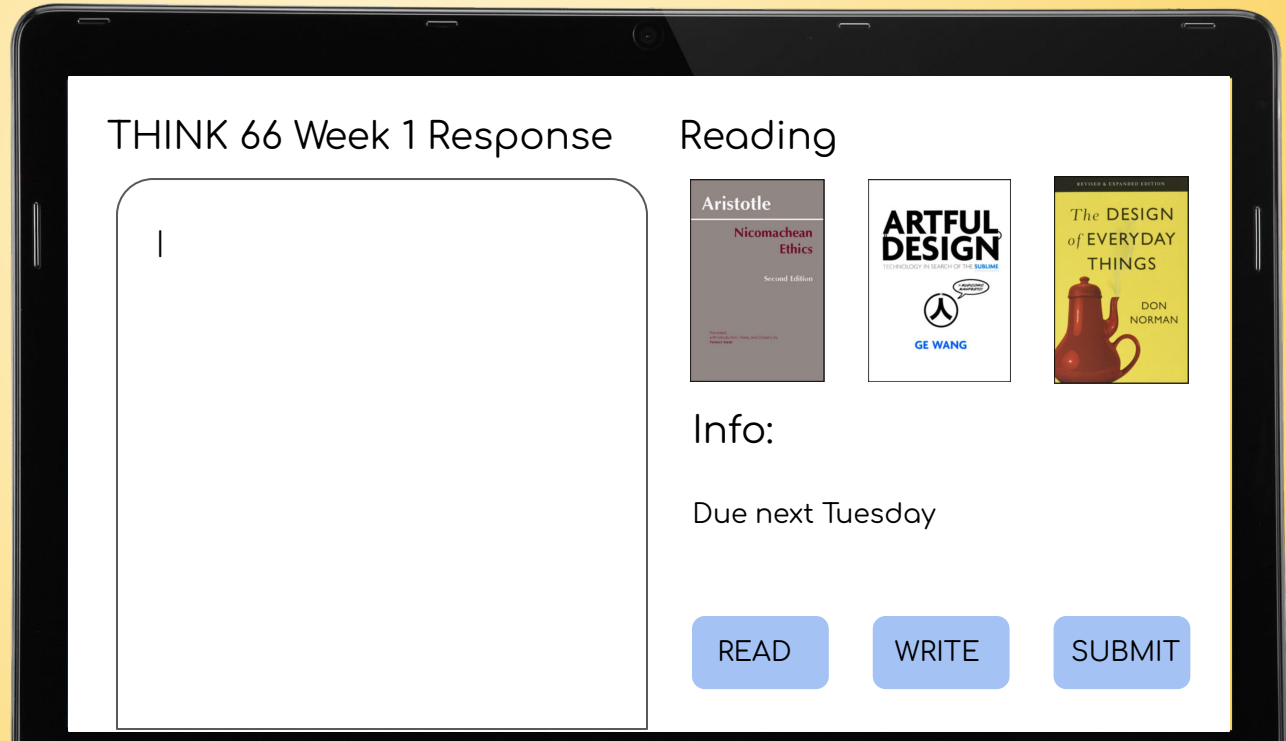 THINK 66 Week 1 Response
Reading
Aristotle
Nicomachean
Ethics
Second Edition
ARTFUL
DESIGN
TECHNOLOGY IN SEARCH OF THE SUBLIME
GE WANG
REVISED & EXPANDED EDITION
The DESIGN
of EVERYDAY
THINGS
DON
NORMAN
Info:
Due next Tuesday
READ
WRITE
SUBMIT